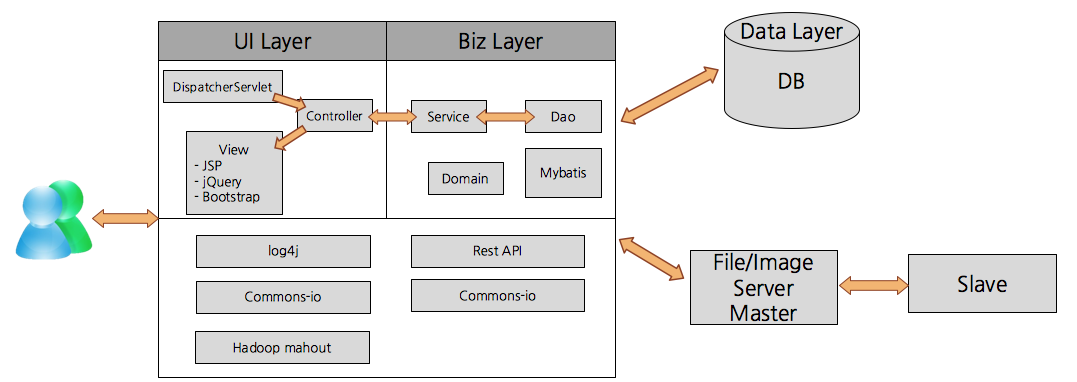 UI Layer
Biz Layer
Data Layer
DB
DispatcherServlet
Controller
Service
Dao
View
- JSP
- jQuery
- Bootstrap
Domain
Mybatis
log4j
Rest API
Commons-io
Commons-io
Hadoop mahout
File/Image
Server
Master
Slave